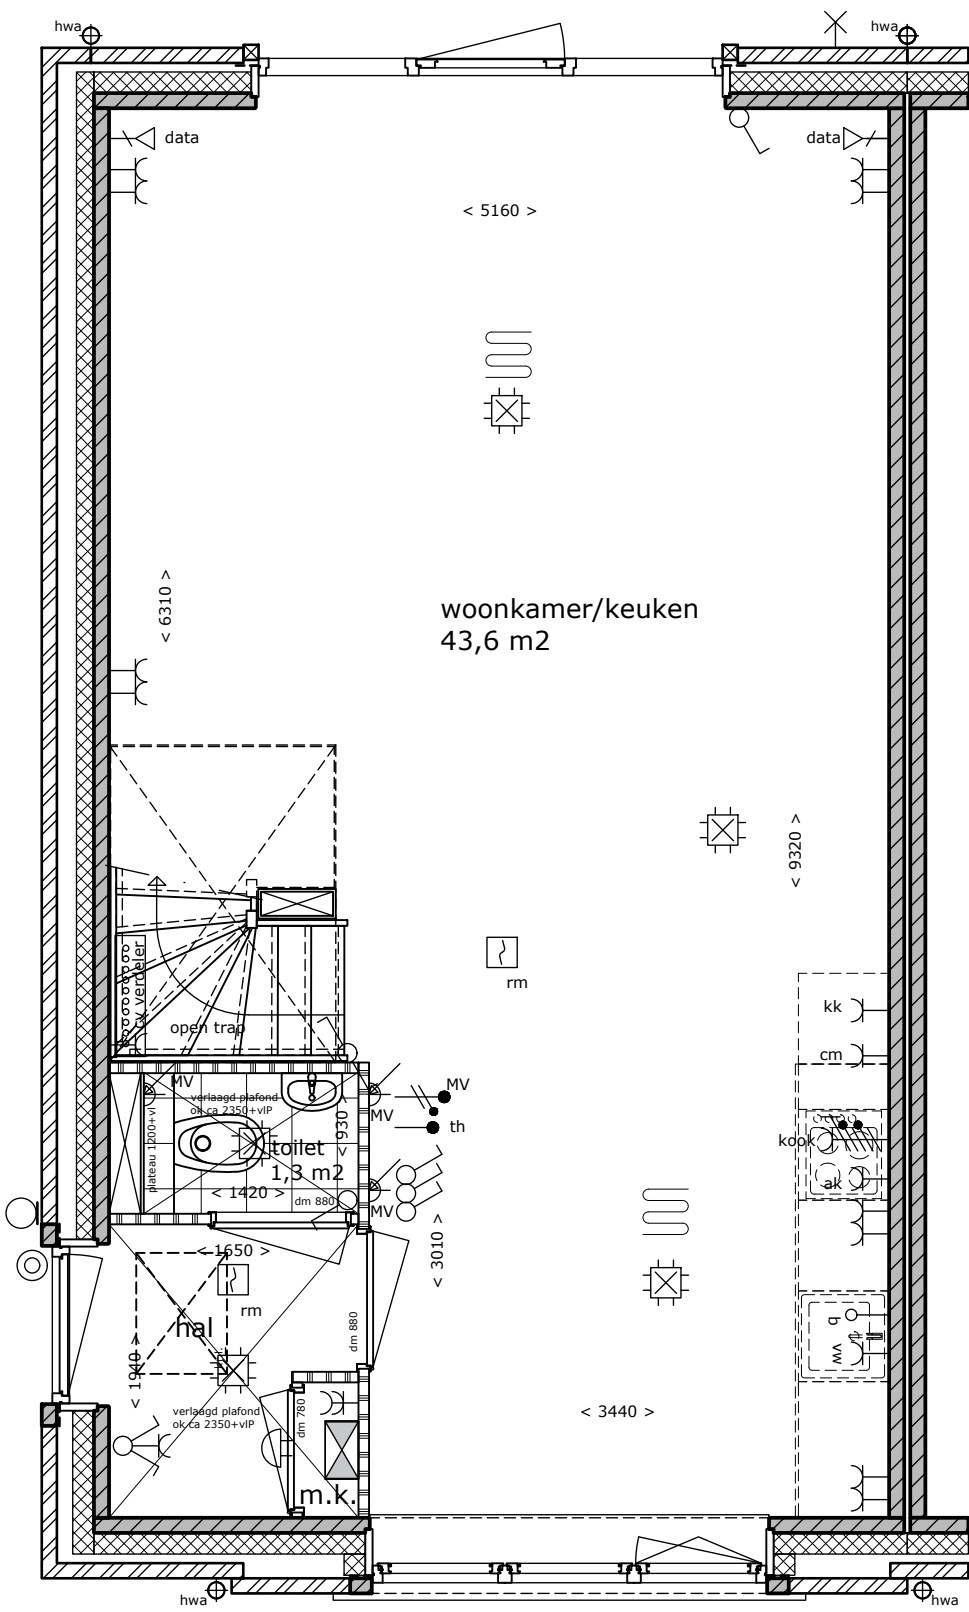 hwa
hwa
data
data
< 5160 >
< 6310 >
woonkamer/keuken
43,6 m2
< 9320 >
rm
cv verdeler
open trap
kk
cm
MV
verlaagd plafond
ok ca 2350+vlP
MV
MV
th
plateau 1200+vl
< 930 >
toilet
1,3 m2
kook
ak
< 1420 >
dm 880
MV
< 1650 >
< 3010 >
rm
hal
dm 880
q
vw
< 1940 >
verlaagd plafond
ok ca 2350+vlP
dm 780
< 3440 >
m.k.
hwa
hwa